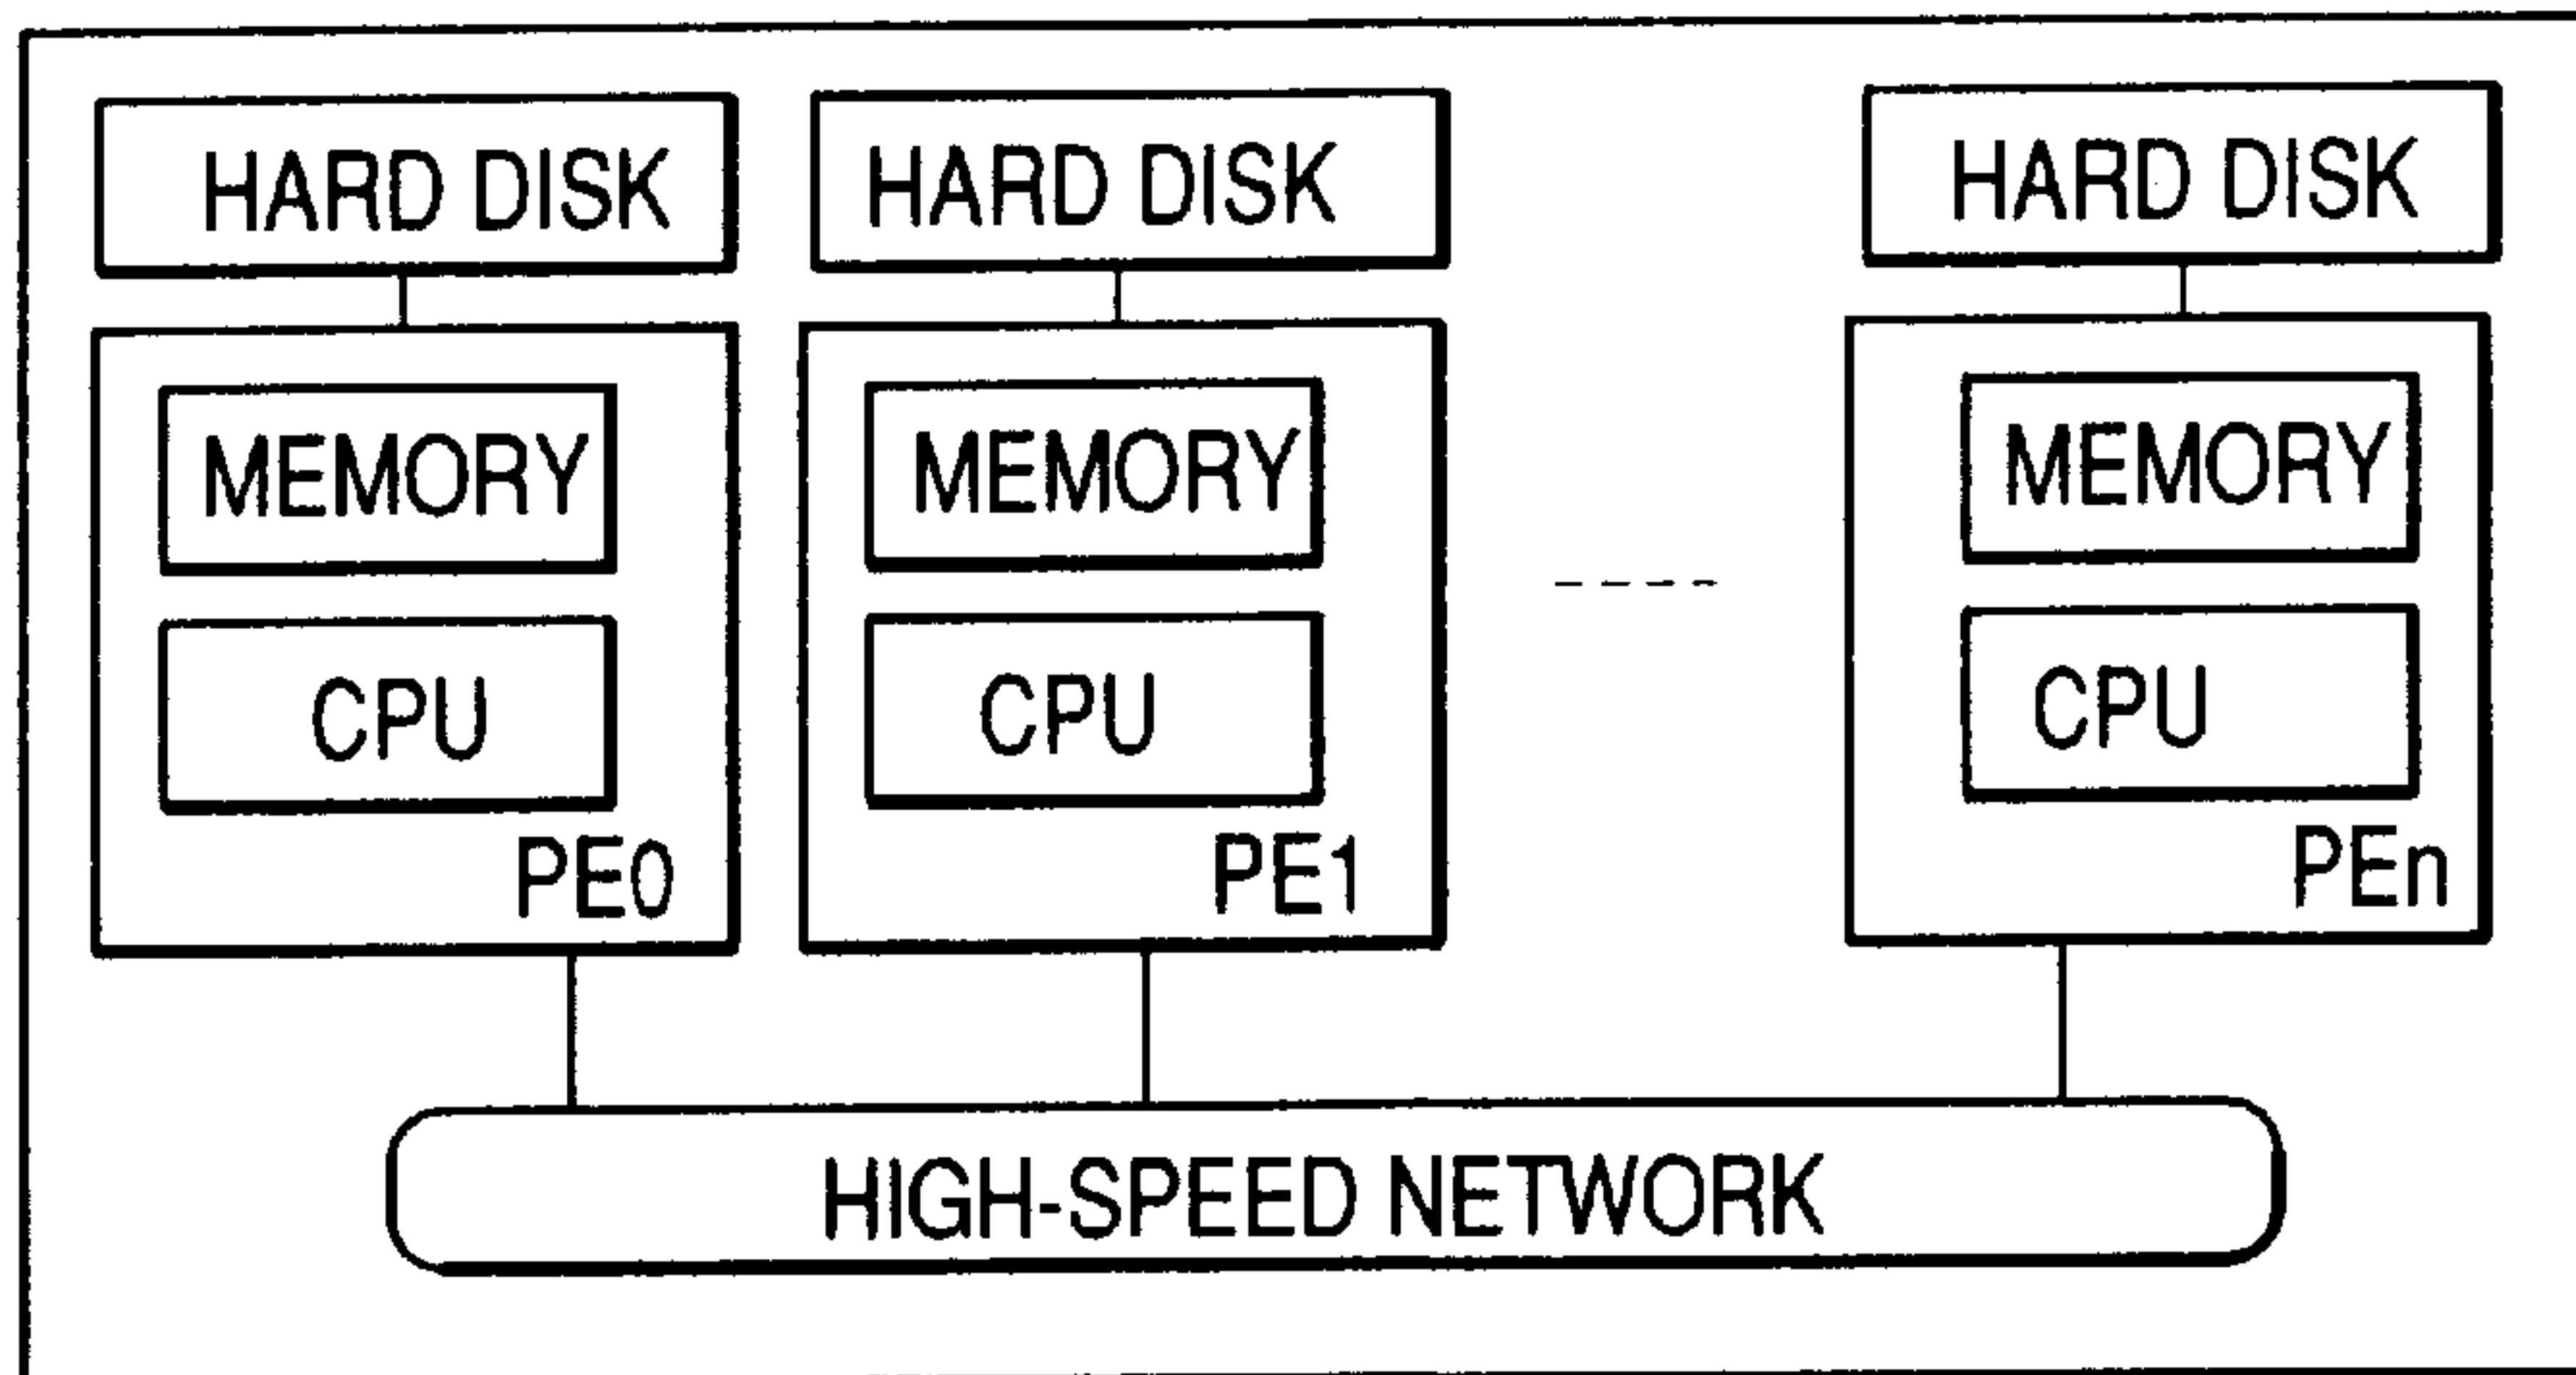 HARD DISK HARD DISK HARD DISK
MEMORY MEMORY MEMORY
CPU CPU CPU
PE0 PE1 PEn
HIGH-SPEED NETWORK